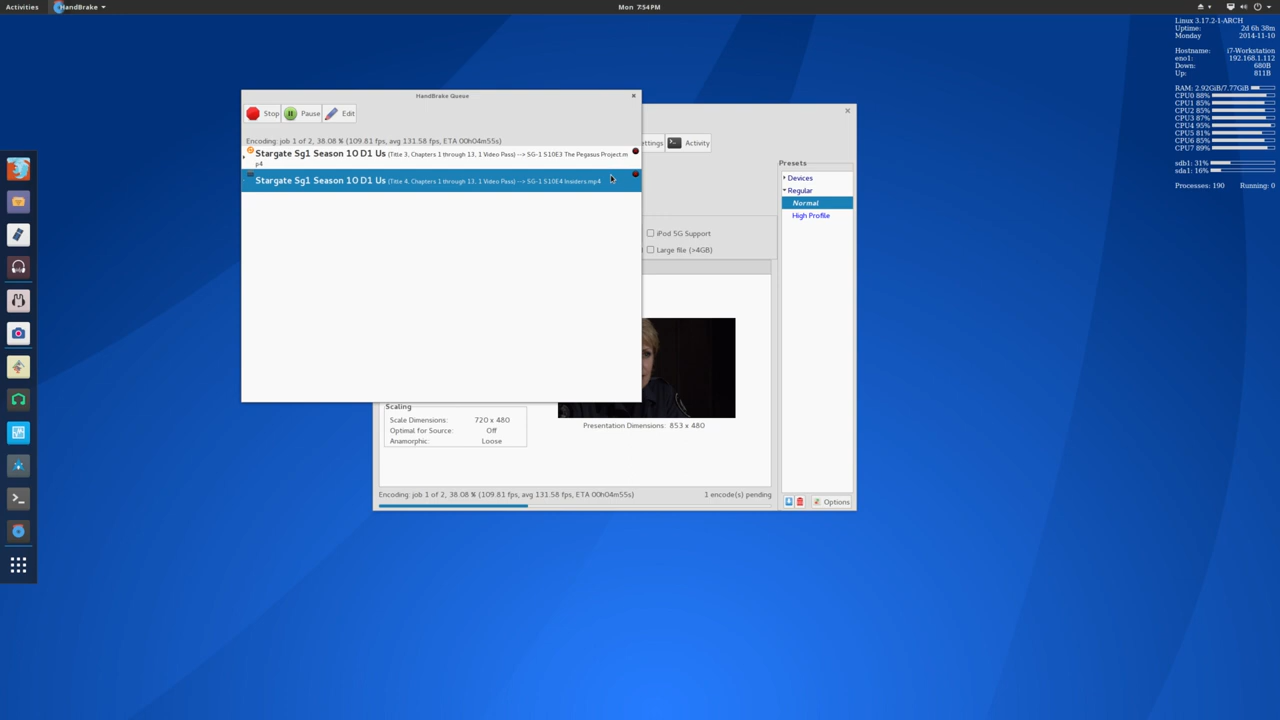 Activities HandBrake Mon 7:54PM
Linux 3.17.2-1-ARCH
Uptime: 2d 6h 38m
Monday 2014-11-10
Hostname: i7-Workstation
eno1: 192.168.1.112
Down: 680B
Up: 811B
RAM: 2.92GiB/7.77GiB
CPU0 88%
CPU1 85%
CPU2 85%
CPU3 87%
CPU4 95%
CPU5 81%
CPU6 85%
CPU7 89%
sdb1: 31%
sda1: 16%
Processes: 190 Running: 0
HandBrake Queue
Stop Pause Edit
Encoding: job 1 of 2, 38.08 % (109.81 fps, avg 131.58 fps, ETA 00h04m55s)
Stargate Sg1 Season 10 D1 Us (Title 3, Chapters 1 through 13, 1 Video Pass) --> SG-1 S10E3 The Pegasus Project.m
p4
Stargate Sg1 Season 10 D1 Us (Title 4, Chapters 1 through 13, 1 Video Pass) --> SG-1 S10E4 Insiders.mp4
ettings Activity
Presets
Devices
Regular
Normal
High Profile
iPod 5G Support
Large file (>4GB)
Scaling
Scale Dimensions: 720 x 480
Optimal for Source: Off
Anamorphic: Loose
Presentation Dimensions: 853 x 480
Encoding: job 1 of 2, 38.08 % (109.81 fps, avg 131.58 fps, ETA 00h04m55s) 1 encode(s) pending
Options